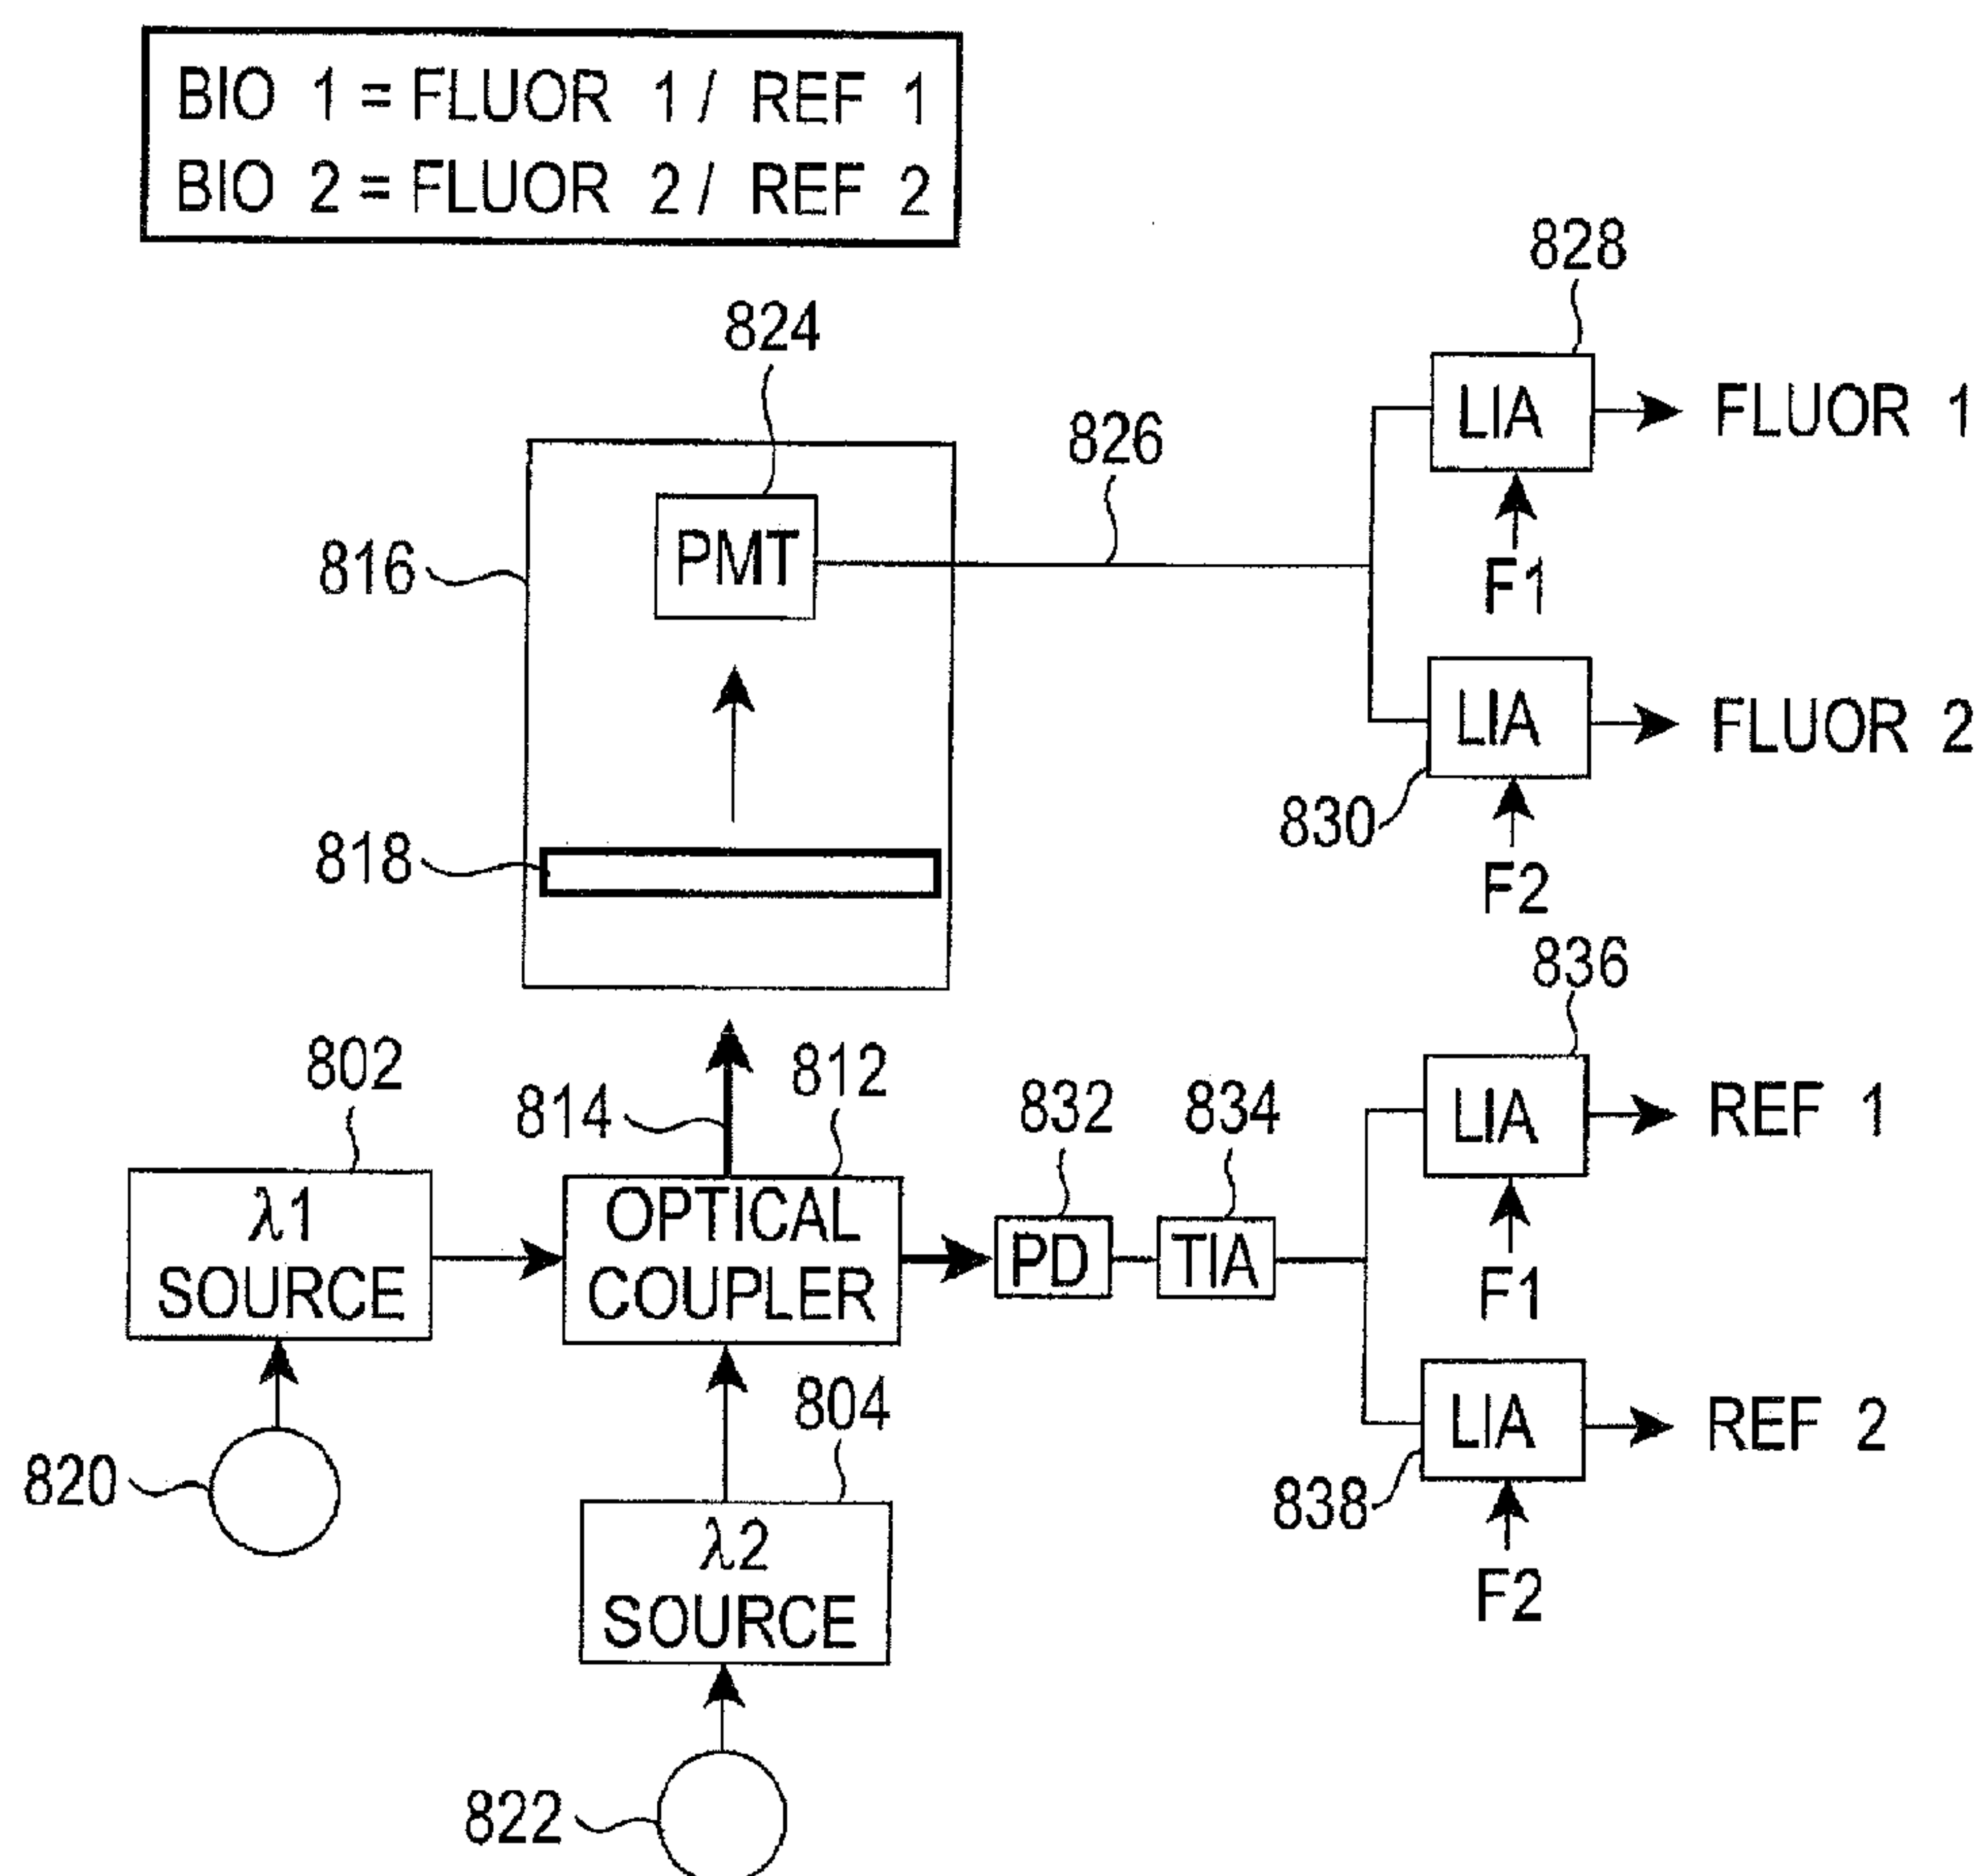 BIO 1 = FLUOR 1 / REF 1
BIO 2 = FLUOR 2 / REF 2
828
824
LIA
FLUOR 1
826
PMT
816
F1
LIA
FLUOR 2
830
818
F2
836
802
812
814
832
834
LIA
REF 1
λ1
SOURCE
OPTICAL
COUPLER
PD
TIA
F1
804
LIA
REF 2
820
838
λ2
SOURCE
F2
822